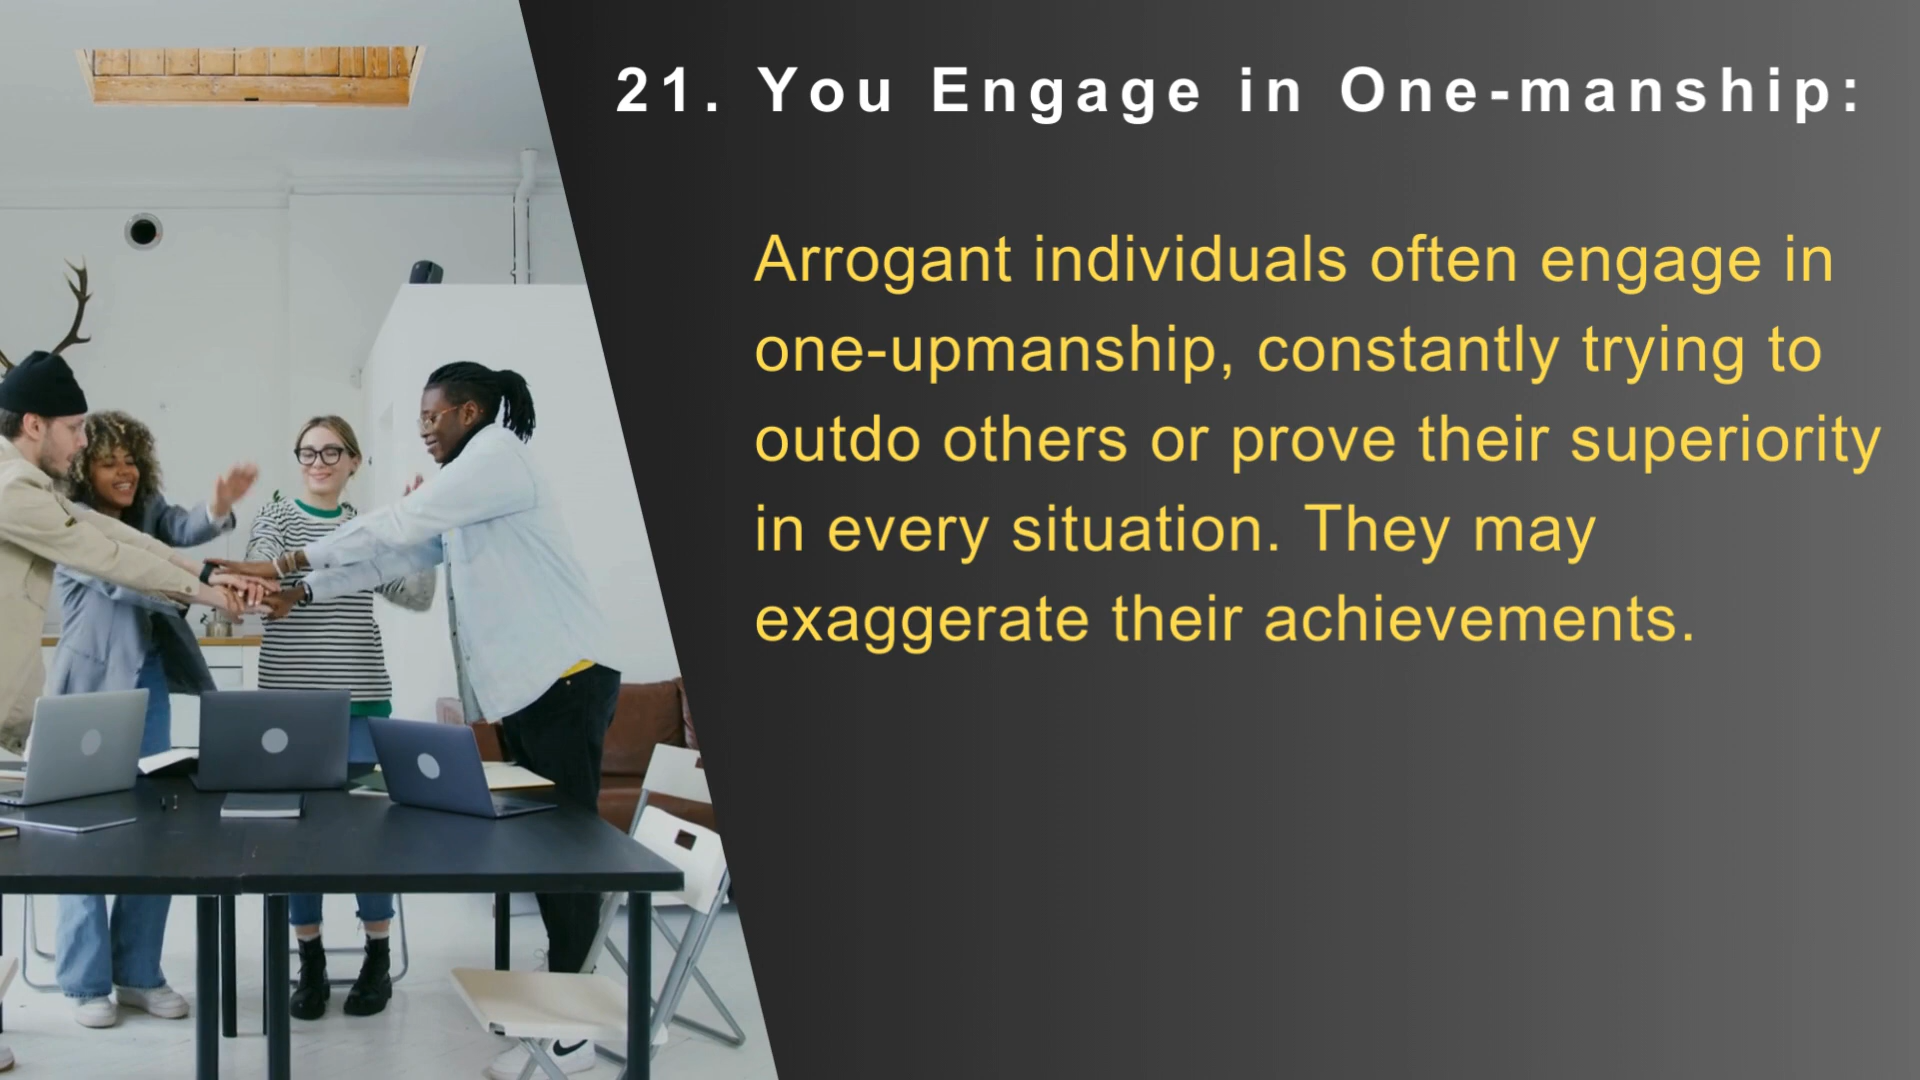 21. You Engage in One-manship:
Arrogant individuals often engage in
one-upmanship, constantly trying to
outdo others or prove their superiority
in every situation. They may
exaggerate their achievements.